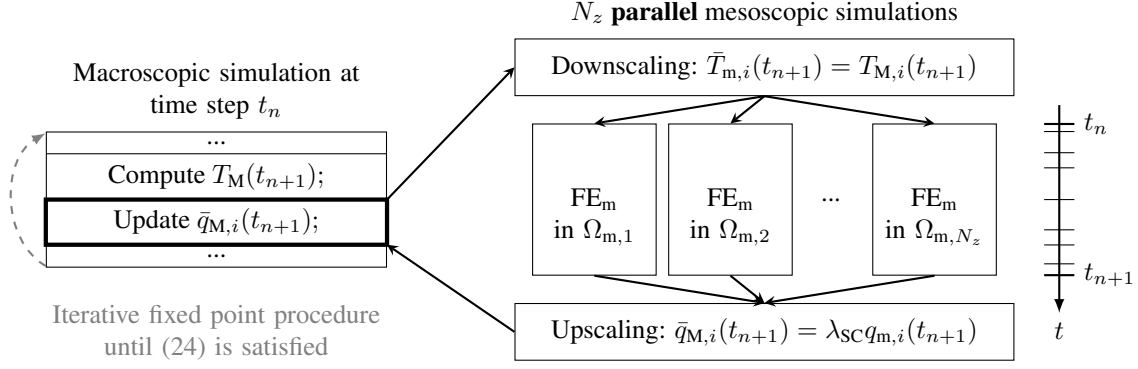 N_z parallel mesoscopic simulations
Macroscopic simulation at
time step t_n
...
Compute T_M(t_{n+1});
Update q̄_{M,i}(t_{n+1});
...
Iterative fixed point procedure
until (24) is satisfied
Downscaling: T̄_{m,i}(t_{n+1}) = T_{M,i}(t_{n+1})
FE_m
in Ω_{m,1}
FE_m
in Ω_{m,2}
...
FE_m
in Ω_{m,N_z}
Upscaling: q̄_{M,i}(t_{n+1}) = λ_{SC}q_{m,i}(t_{n+1})
t_n
t_{n+1}
t